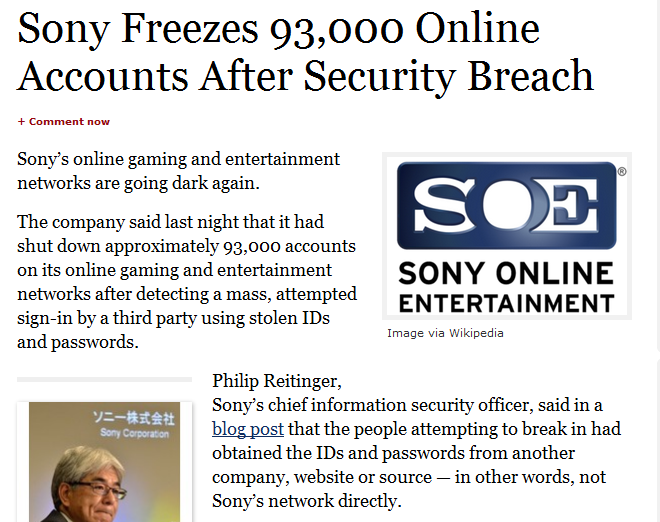 Sony Freezes 93,000 Online
Accounts After Security Breach
+ Comment now
Sony’s online gaming and entertainment
networks are going dark again.
The company said last night that it had
shut down approximately 93,000 accounts
on its online gaming and entertainment
networks after detecting a mass, attempted
sign-in by a third party using stolen IDs
and passwords.
SOE®
SONY ONLINE
ENTERTAINMENT
Image via Wikipedia
ソニー株式会社
Sony Corporation
Philip Reitinger,
Sony’s chief information security officer, said in a
blog post that the people attempting to break in had
obtained the IDs and passwords from another
company, website or source — in other words, not
Sony’s network directly.